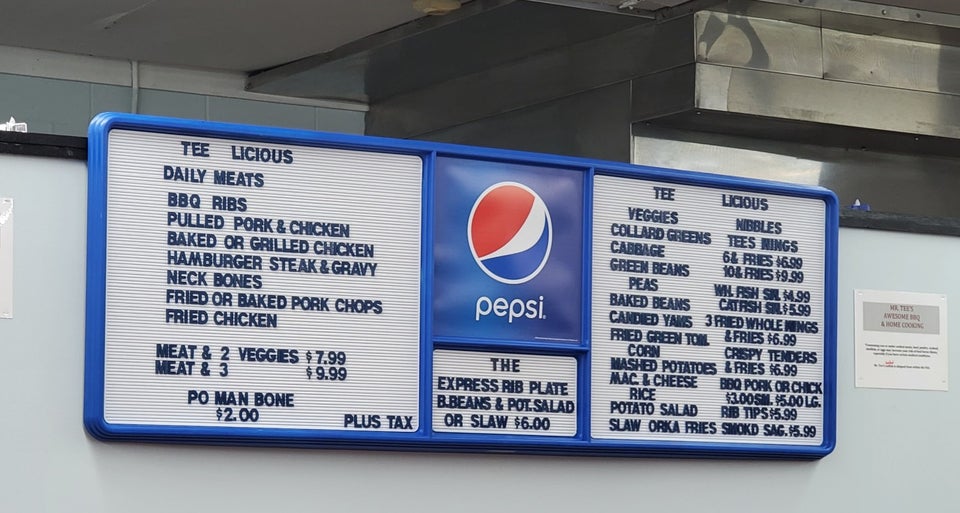 TEE LICIOUS
DAILY MEATS
BBQ RIBS
PULLED PORK & CHICKEN
BAKED OR GRILLED CHICKEN
HAMBURGER STEAK & GRAVY
NECK BONES
FRIED OR BAKED PORK CHOPS
FRIED CHICKEN
MEAT & 2 VEGGIES $7.99
MEAT & 3 $9.99
PO MAN BONE
$2.00
PLUS TAX
pepsi
THE
EXPRESS RIB PLATE
B.BEANS & POT.SALAD
OR SLAW $6.00
TEE LICIOUS
VEGGIES
COLLARD GREENS
CABBAGE
GREEN BEANS
PEAS
BAKED BEANS
CANDIED YAMS
FRIED GREEN TOM.
CORN
MASHED POTATOES
MAC. & CHEESE
RICE
POTATO SALAD
SLAW ORKA FRIES
NIBBLES
TEES WINGS
6 & FRIES $6.99
10 & FRIES $9.99
WH. FISH SW. $4.99
CATFISH SW. $5.99
3 FRIED WHOLE WINGS
& FRIES $6.99
CRISPY TENDERS
& FRIES $6.99
BBQ PORK OR CHICK
$3.00 SM. $5.00 LG.
RIB TIPS $5.99
SMOKD SAG. $5.99
MR. TEE'S
AWESOME BBQ
& HOME COOKING